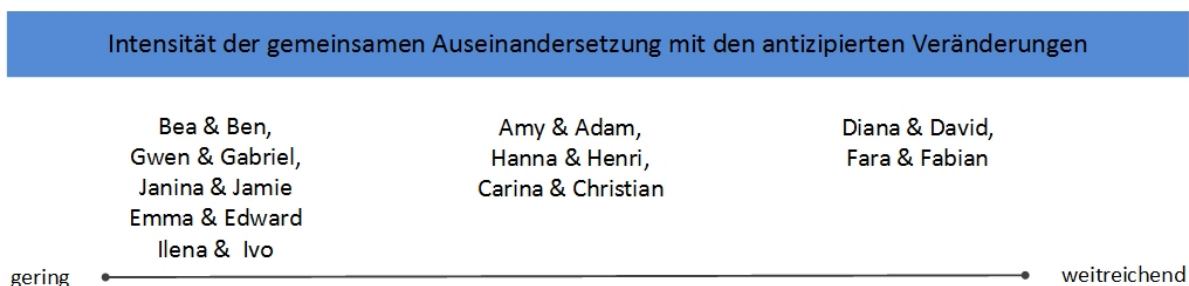 Intensität der gemeinsamen Auseinandersetzung mit den antizipierten Veränderungen
Bea & Ben,
Gwen & Gabriel,
Janina & Jamie
Emma & Edward
Ilena & Ivo
Amy & Adam,
Hanna & Henri,
Carina & Christian
Diana & David,
Fara & Fabian
gering
weitreichend